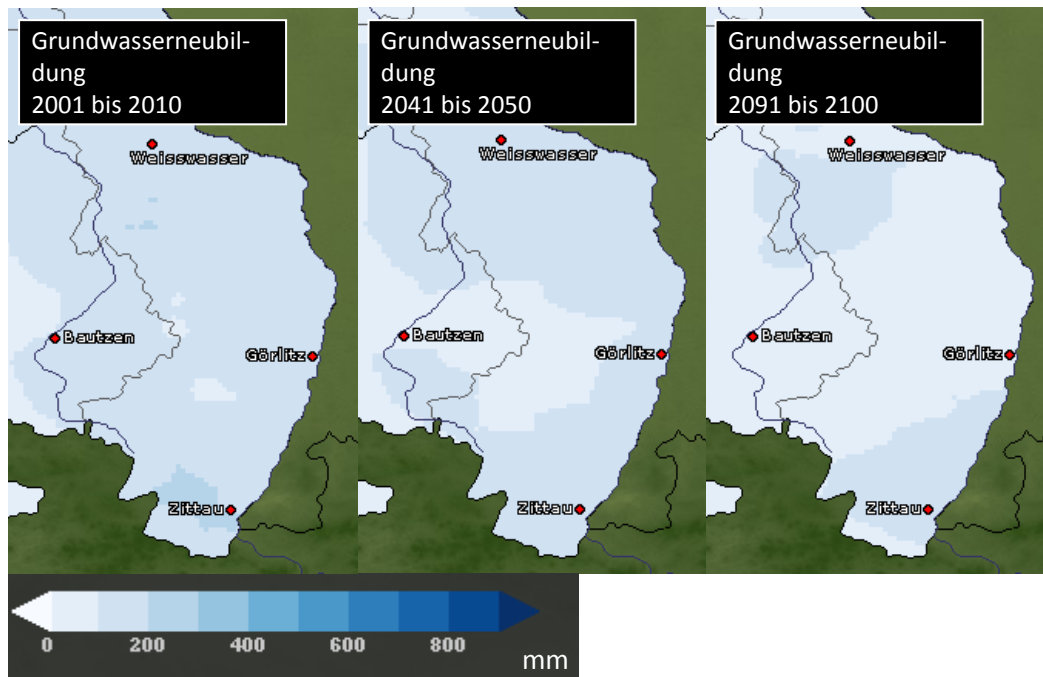 Grundwasserneubil-
dung
2001 bis 2010
Weisswasser
Bautzen
Görlitz
Zittau
Grundwasserneubil-
dung
2041 bis 2050
Weisswasser
Bautzen
Görlitz
Zittau
Grundwasserneubil-
dung
2091 bis 2100
Weisswasser
Bautzen
Görlitz
Zittau
0 200 400 600 800
mm